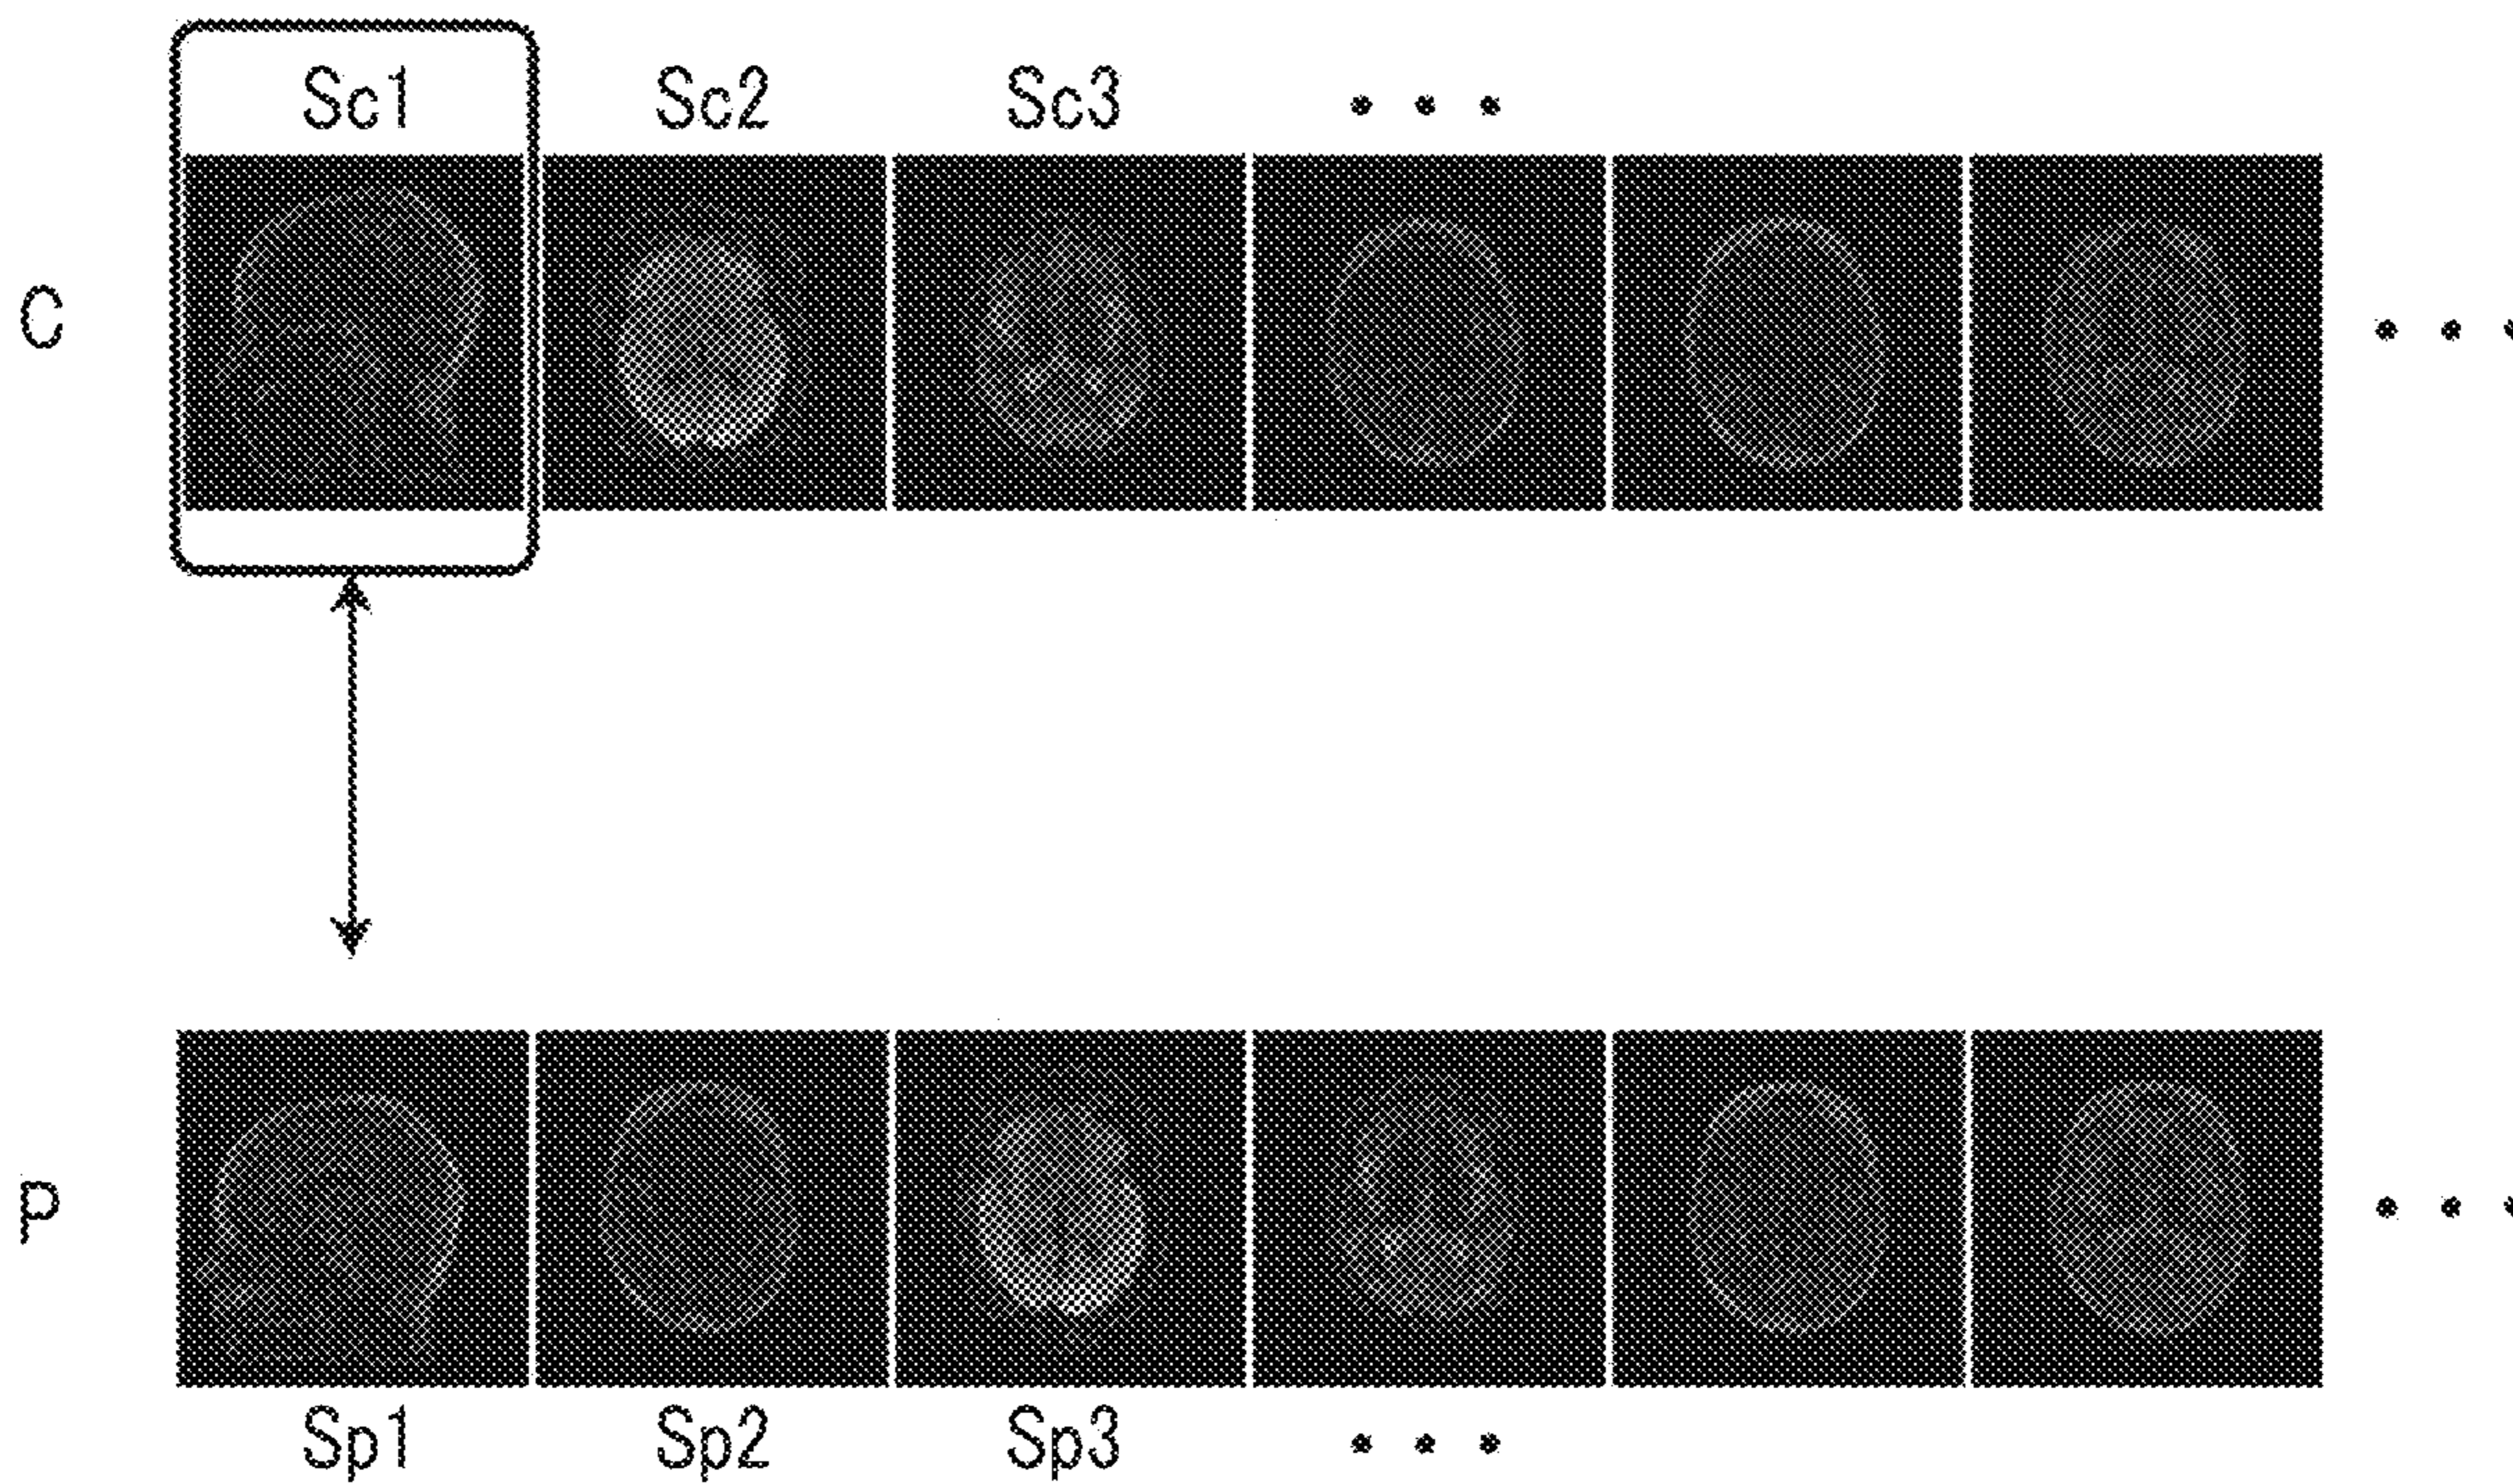 Sc1 Sc2 Sc3 • • •
C • • •
P • • •
Sp1 Sp2 Sp3 • • •